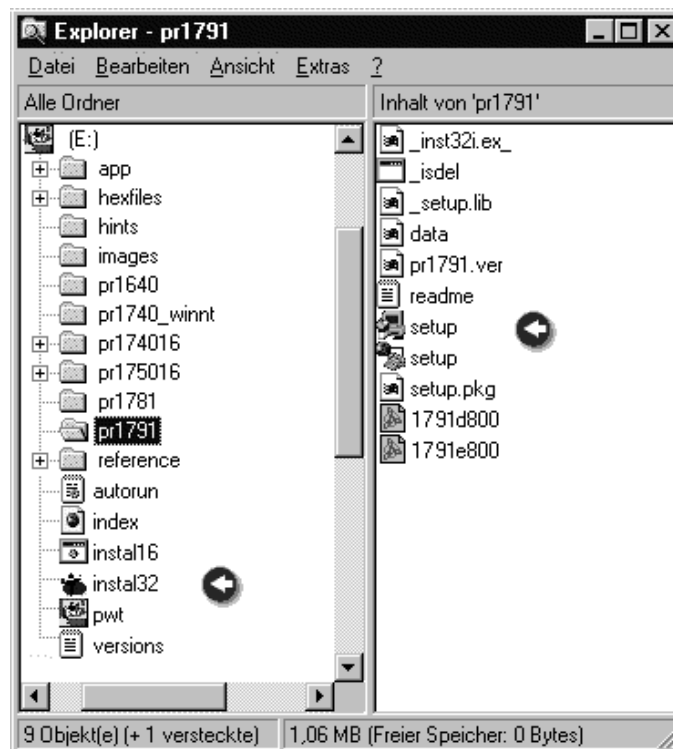 Explorer - pr1791
Datei Bearbeiten Ansicht Extras ?
Alle Ordner
Inhalt von 'pr1791'
(E:)
app
hexfiles
hints
images
pr1640
pr1740_winnt
pr174016
pr175016
pr1781
pr1791
reference
autorun
index
instal16
instal32
pwt
versions
_inst32i.ex_
_isdel
_setup.lib
data
pr1791.ver
readme
setup
setup
setup.pkg
1791d800
1791e800
9 Objekt(e) (+ 1 versteckte)
1,06 MB (Freier Speicher: 0 Bytes)